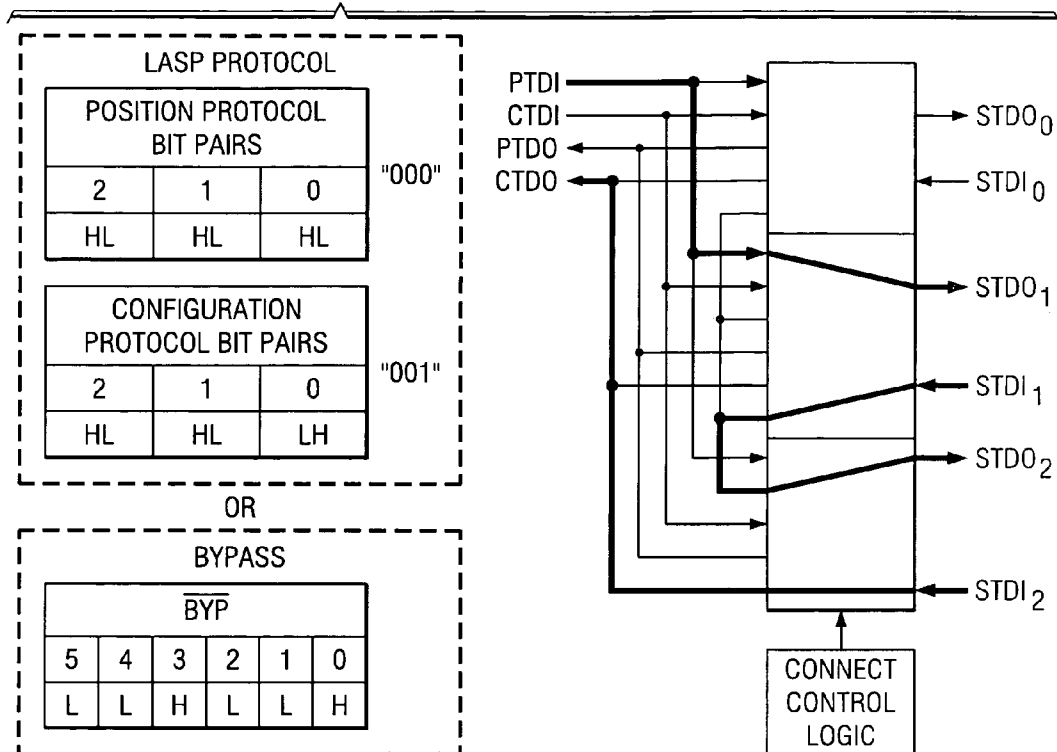 LASP PROTOCOL
POSITION PROTOCOL
BIT PAIRS
2 1 0
HL HL HL
"000"
CONFIGURATION
PROTOCOL BIT PAIRS
2 1 0
HL HL LH
"001"
OR
BYPASS
BYP
5 4 3 2 1 0
L L H L L H
PTDI
CTDI
PTDO
CTDO
STDO0
STDI0
STDO1
STDI1
STDO2
STDI2
CONNECT
CONTROL
LOGIC